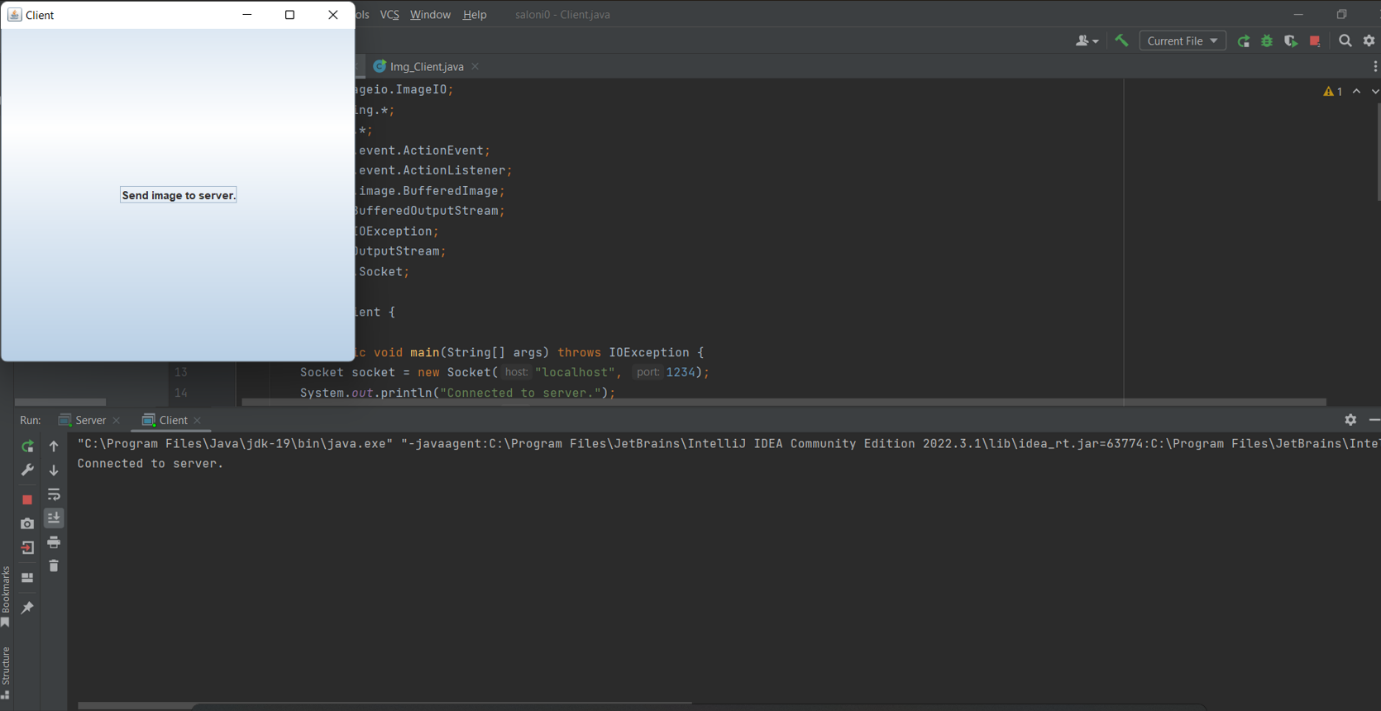 Client
ols VCS Window Help saloni0 - Client.java
Current File
Img_Client.java
ageio.ImageIO;
ing.*;
.*;
1
event.ActionEvent;
event.ActionListener;
Send image to server.
.image.BufferedImage;
BufferedOutputStream;
IOException;
OutputStream;
.Socket;
ient {
ic void main(String[] args) throws IOException {
13 Socket socket = new Socket( host: "localhost", port: 1234);
14 System.out.println("Connected to server.");
Run: Server Client
"C:\Program Files\Java\jdk-19\bin\java.exe" "-javaagent:C:\Program Files\JetBrains\IntelliJ IDEA Community Edition 2022.3.1\lib\idea_rt.jar=63774:C:\Program Files\JetBrains\Inte
Connected to server.
Bookmarks
Structure